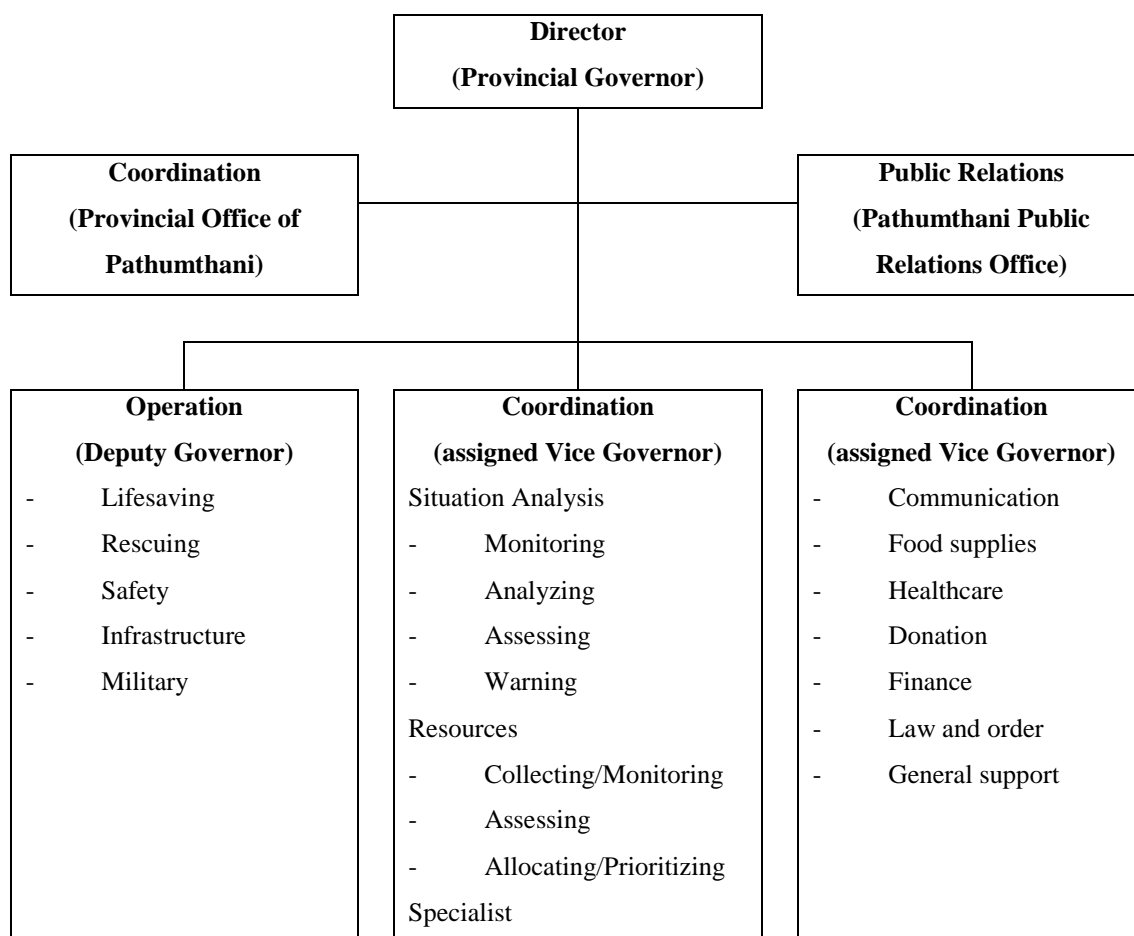 Director
(Provincial Governor)
Coordination
(Provincial Office of
Pathumthani)
Public Relations
(Pathumthani Public
Relations Office)
Operation
(Deputy Governor)
- Lifesaving
- Rescuing
- Safety
- Infrastructure
- Military
Coordination
(assigned Vice Governor)
Situation Analysis
- Monitoring
- Analyzing
- Assessing
- Warning
Resources
- Collecting/Monitoring
- Assessing
- Allocating/Prioritizing
Specialist
Coordination
(assigned Vice Governor)
- Communication
- Food supplies
- Healthcare
- Donation
- Finance
- Law and order
- General support